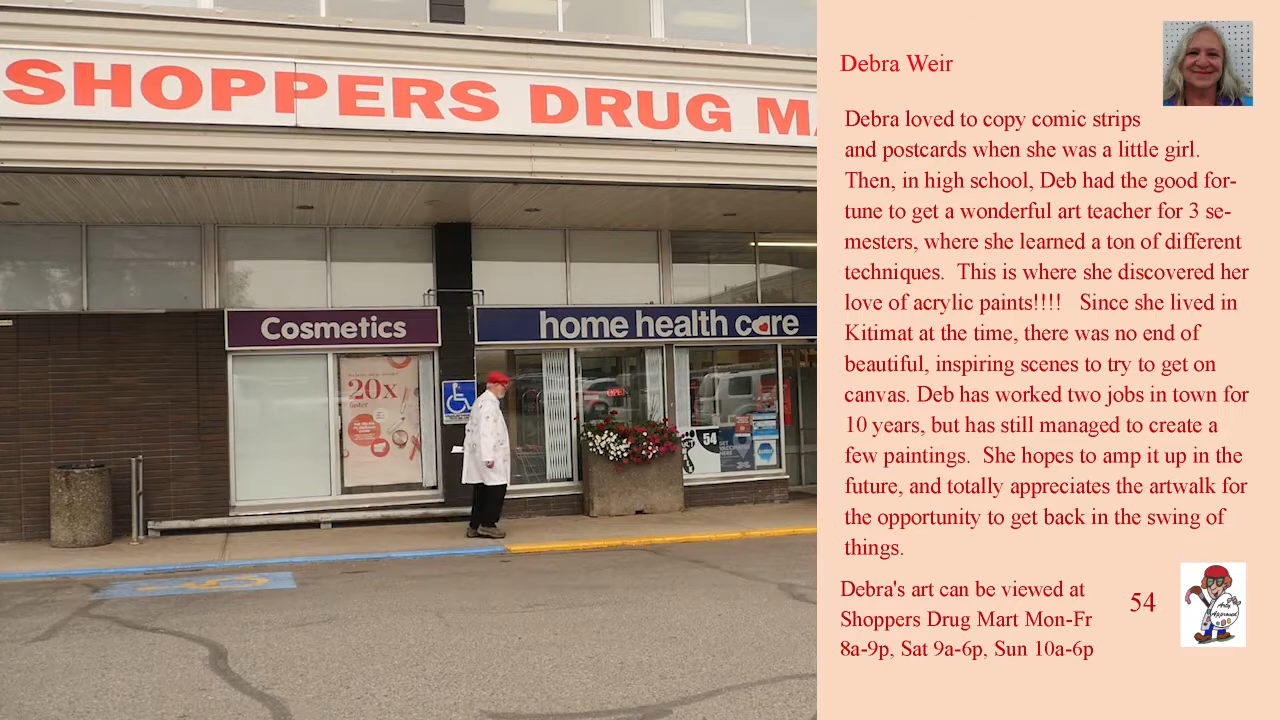 SHOPPERS DRUG MA
Cosmetics
home health care
20x
OPEN
54
Debra Weir
Debra loved to copy comic strips
and postcards when she was a little girl.
Then, in high school, Deb had the good for-
tune to get a wonderful art teacher for 3 se-
mesters, where she learned a ton of different
techniques.  This is where she discovered her
love of acrylic paints!!!!   Since she lived in
Kitimat at the time, there was no end of
beautiful, inspiring scenes to try to get on
canvas. Deb has worked two jobs in town for
10 years, but has still managed to create a
few paintings.  She hopes to amp it up in the
future, and totally appreciates the artwalk for
the opportunity to get back in the swing of
things.
Debra's art can be viewed at
Shoppers Drug Mart Mon-Fr
8a-9p, Sat 9a-6p, Sun 10a-6p
54
Arty
Approved